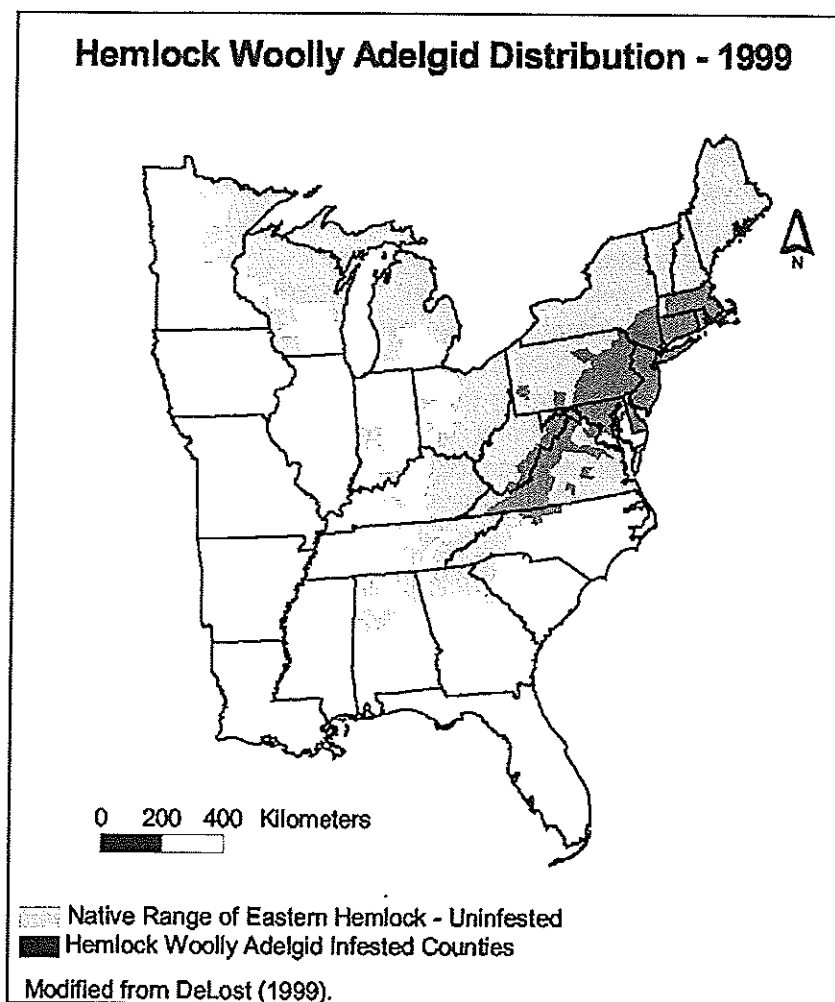 Hemlock Woolly Adelgid Distribution - 1999
N
0 200 400 Kilometers
Native Range of Eastern Hemlock - Uninfested
Hemlock Woolly Adelgid Infested Counties
Modified from DeLost (1999).